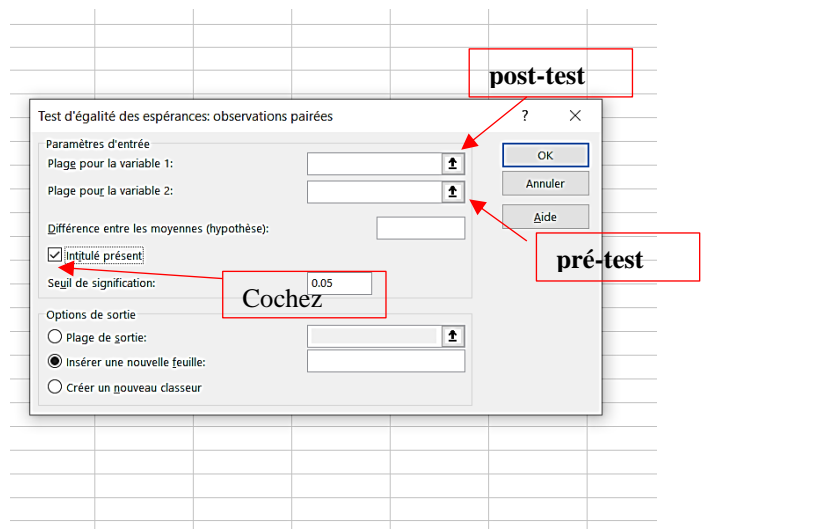 post-test
Test d'égalité des espérances: observations pairées
?
Paramètres d'entrée
Plage pour la variable 1:
OK
Plage pour la variable 2:
Annuler
Aide
Différence entre les moyennes (hypothèse):
pré-test
Intitulé présent
Seuil de signification:
0.05
Cochez
Options de sortie
Plage de sortie:
Insérer une nouvelle feuille:
Créer un nouveau classeur